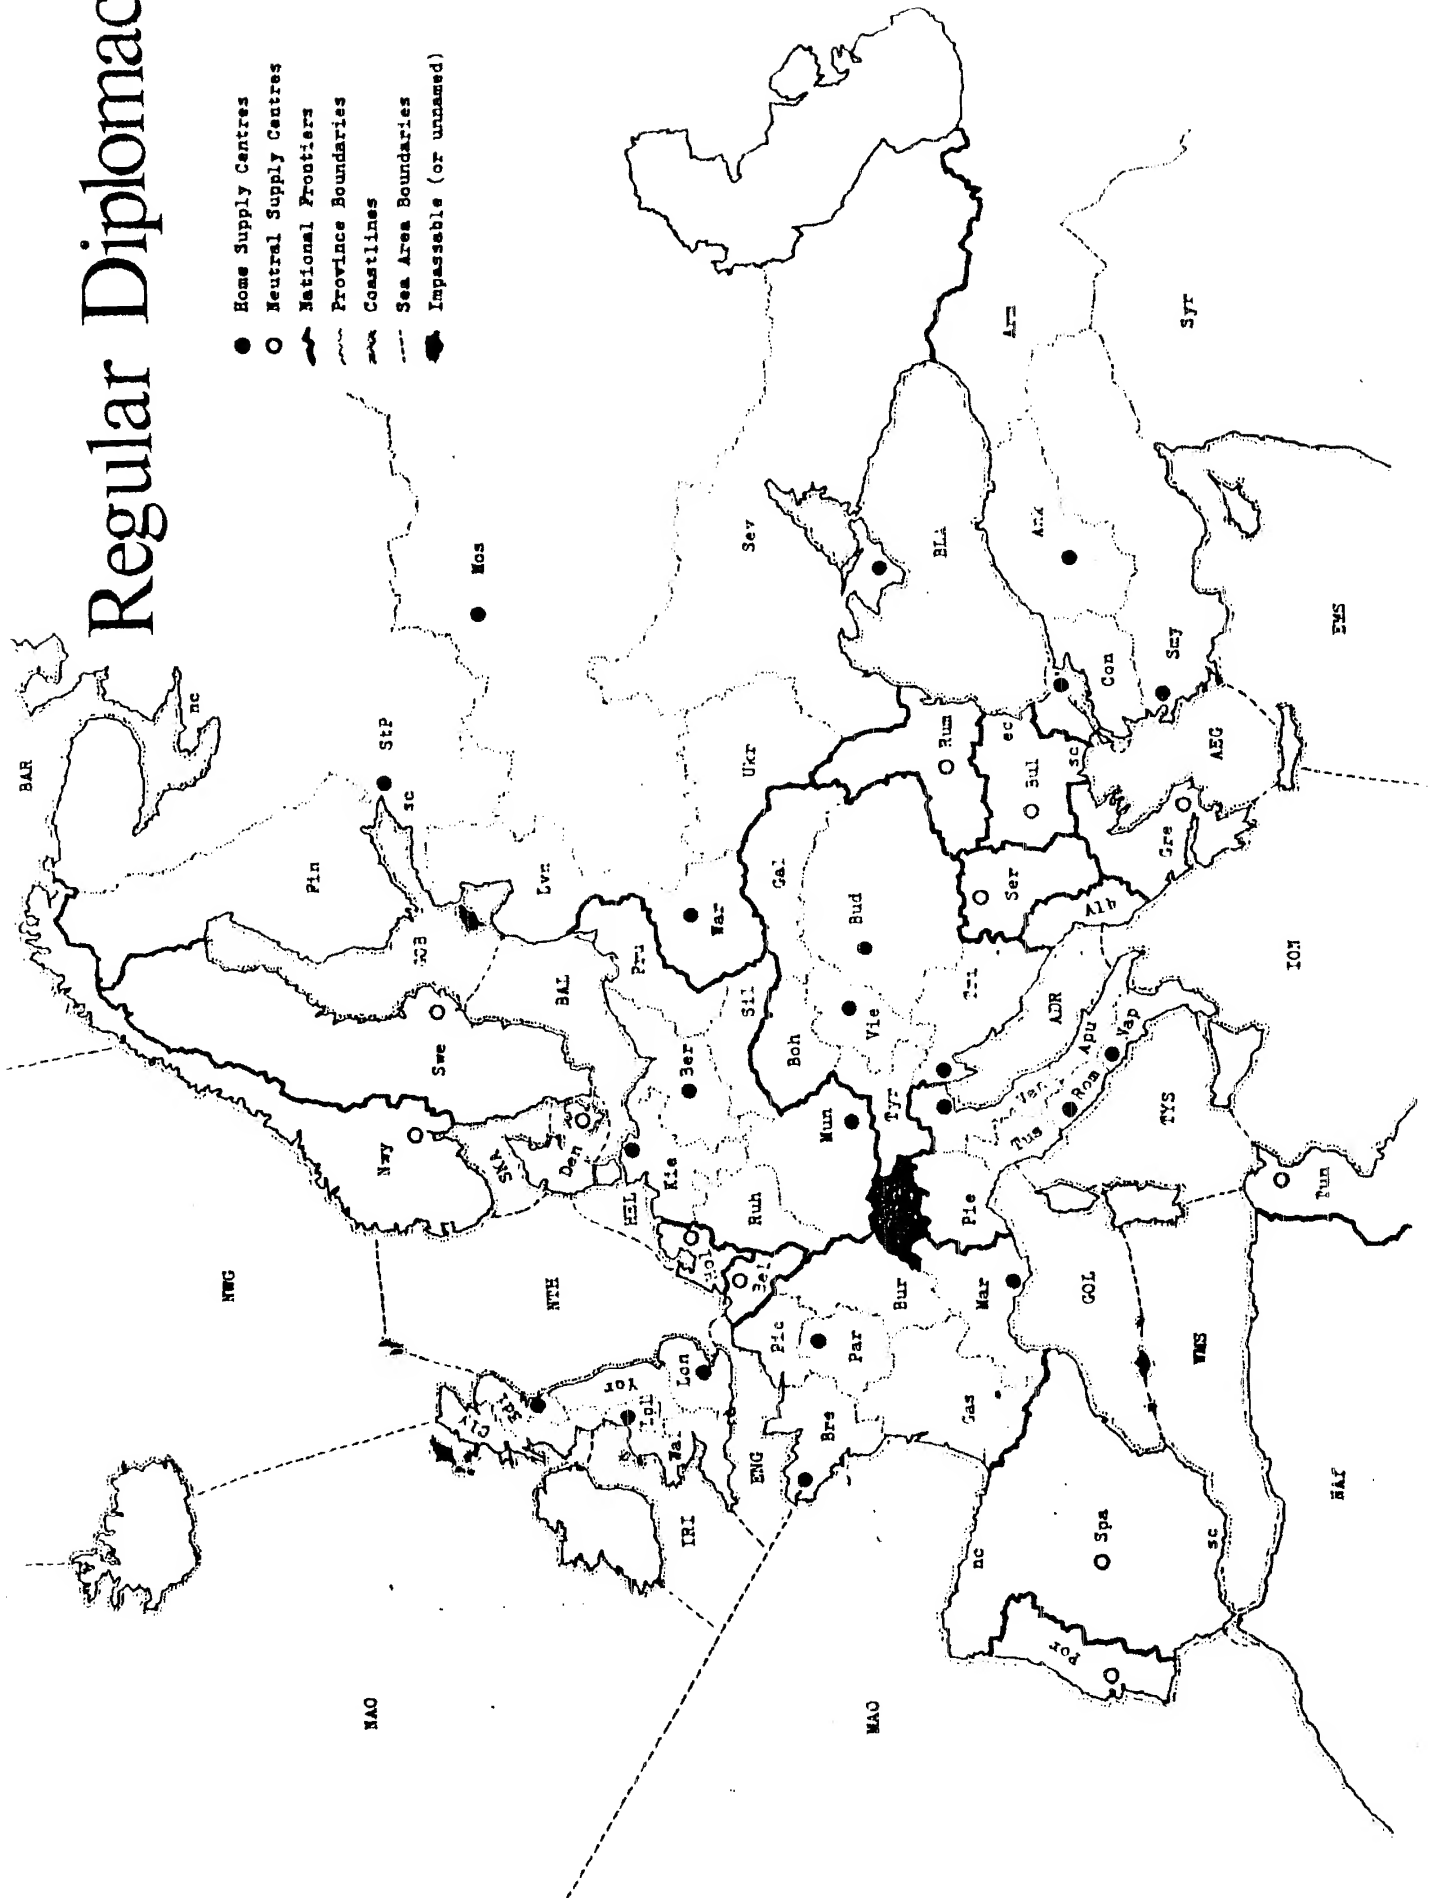 Regular Diplomac
Home Supply Centres
Neutral Supply Centres
National Frontiers
Province Boundaries
Coastlines
Sea Area Boundaries
Impassable (or unnamed)
BAR
nc
StP
sc
Mos
Fin
Lvn
Nwy
Swe
SKA
Den
BAL
NWG
NTH
HEL
NAO
Cly
Edi
Yor
Lpl
Wal
Lon
IRI
ENG
MAO
Kie
Ber
Pru
Sil
War
Ukr
Sev
Ruh
Mun
Boh
Gal
Vie
Bud
Tyr
Tri
Rum
Bel
Pic
Par
Bre
Bur
Gas
Mar
Pie
Ven
Tus
Rom
Apu
Nap
ADR
Ser
Alb
Gre
Bul
ec
sc
BLA
Con
Ank
Smy
Arm
Syr
AEG
EMS
ION
TYS
GOL
WMS
Tun
NAf
nc
Spa
sc
Por